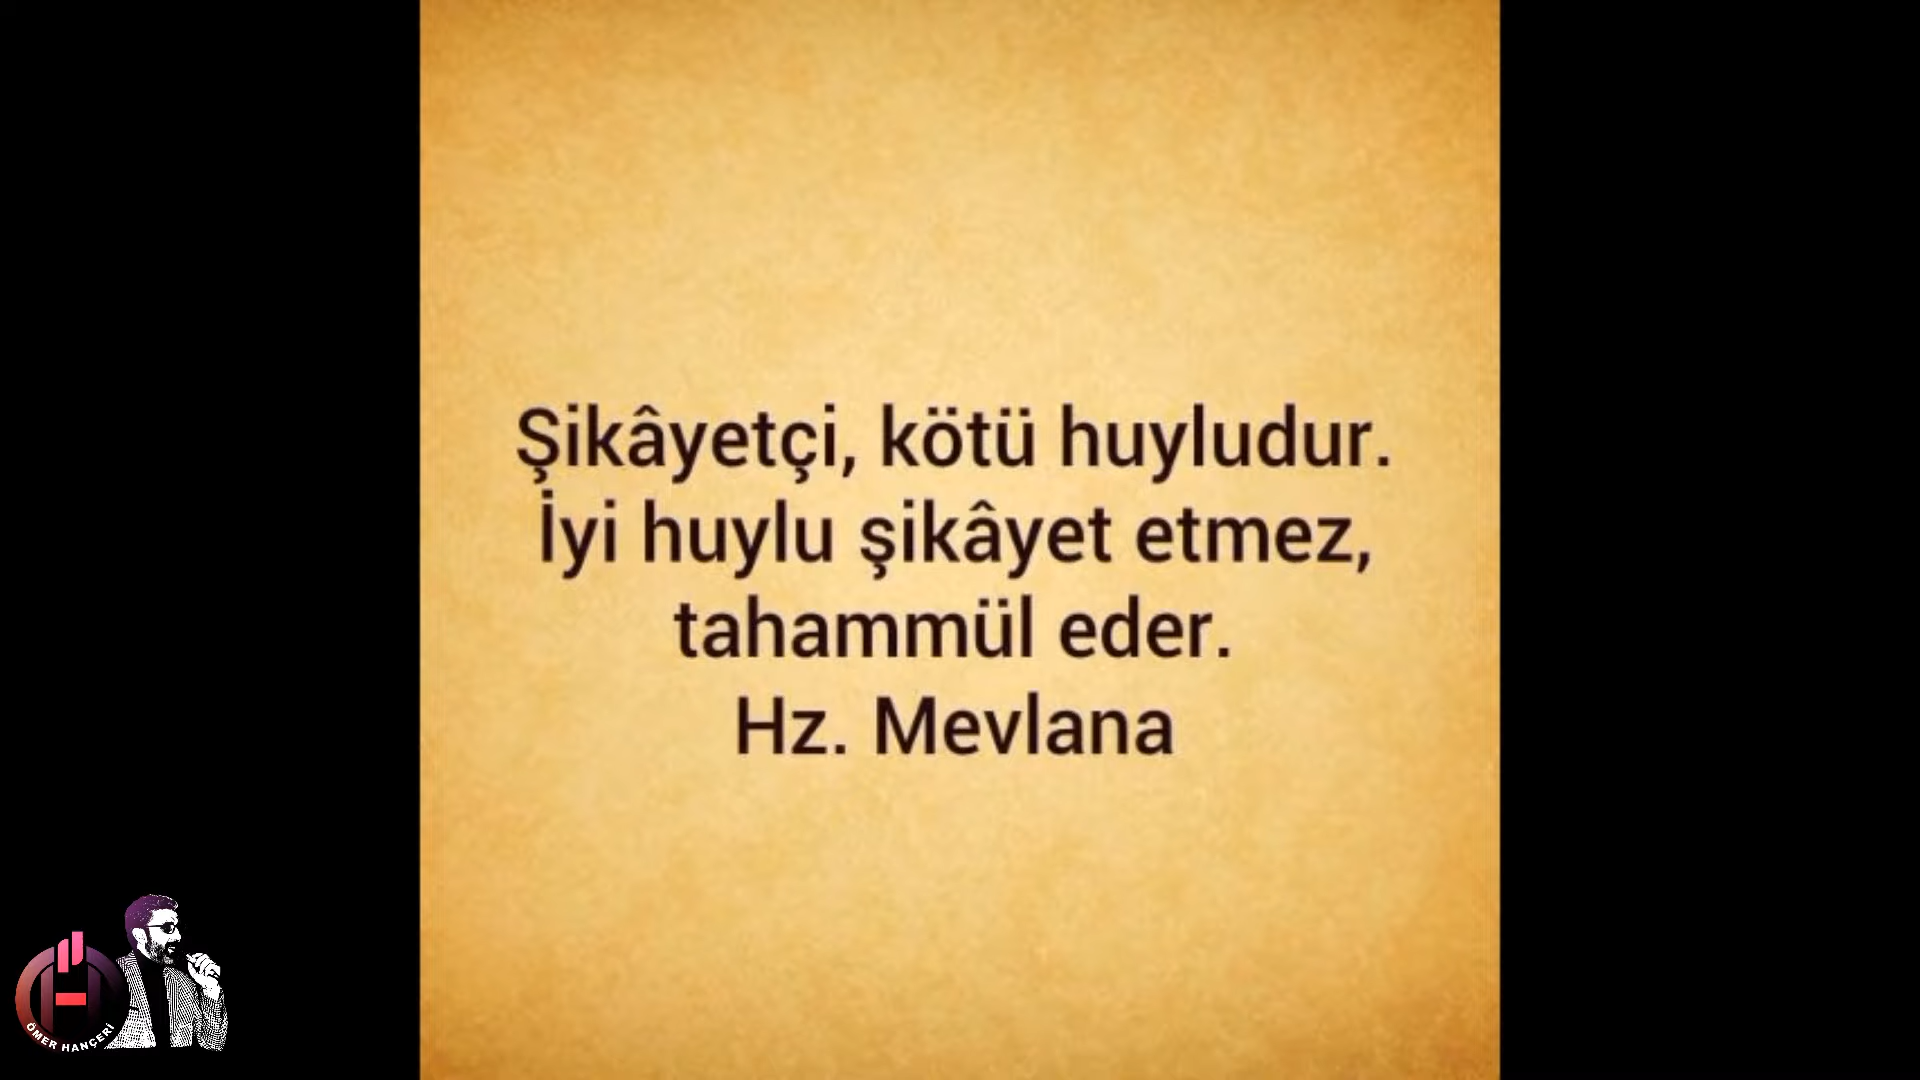 Şikâyetçi, kötü huyludur.
İyi huylu şikâyet etmez,
tahammül eder.
Hz. Mevlana
ÖMER HANÇERİ